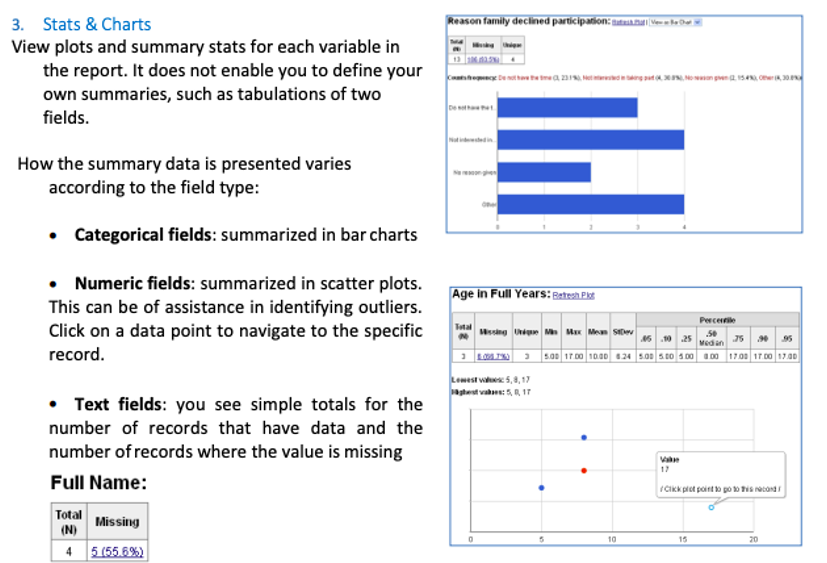 3. Stats & Charts
View plots and summary stats for each variable in
the report. It does not enable you to define your
own summaries, such as tabulations of two
fields.
How the summary data is presented varies
according to the field type:
• Categorical fields: summarized in bar charts
• Numeric fields: summarized in scatter plots.
This can be of assistance in identifying outliers.
Click on a data point to navigate to the specific
record.
• Text fields: you see simple totals for the
number of records that have data and the
number of records where the value is missing
Full Name:
Total (N) Missing
4 5 (55.6%)
Reason family declined participation: Refresh Plot | View as Bar Chart
Total (N) Missing Unique
13 4
Counts/frequency: Do not have the time (3, 23.1%), Not interested in taking part (4, 30.8%), No reason given (2, 15.4%), Other (4, 30.8%)
Do not have the t...
Not interested in...
No reason given
Other
0 1 2 3 4
Age in Full Years: Refresh Plot
Percentile
Total (N) Missing Unique Min Max Mean StDev .05 .10 .25 .50 Median .75 .90 .95
3 3 5.00 17.00 10.00 6.24 5.00 5.00 5.00 8.00 17.00 17.00 17.00
Lowest values: 5, 8, 17
Highest values: 5, 8, 17
Value
17
/ Click plot point to go to this record /
0 5 10 15 20